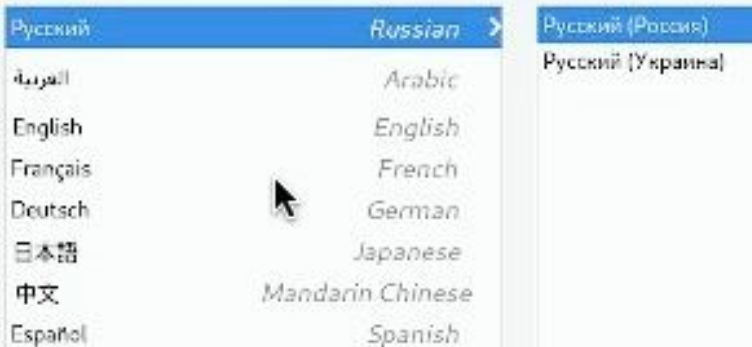 Русский Russian
العربية Arabic
English English
Français French
Deutsch German
日本語 Japanese
中文 Mandarin Chinese
Español Spanish
Русский (Россия)
Русский (Украина)